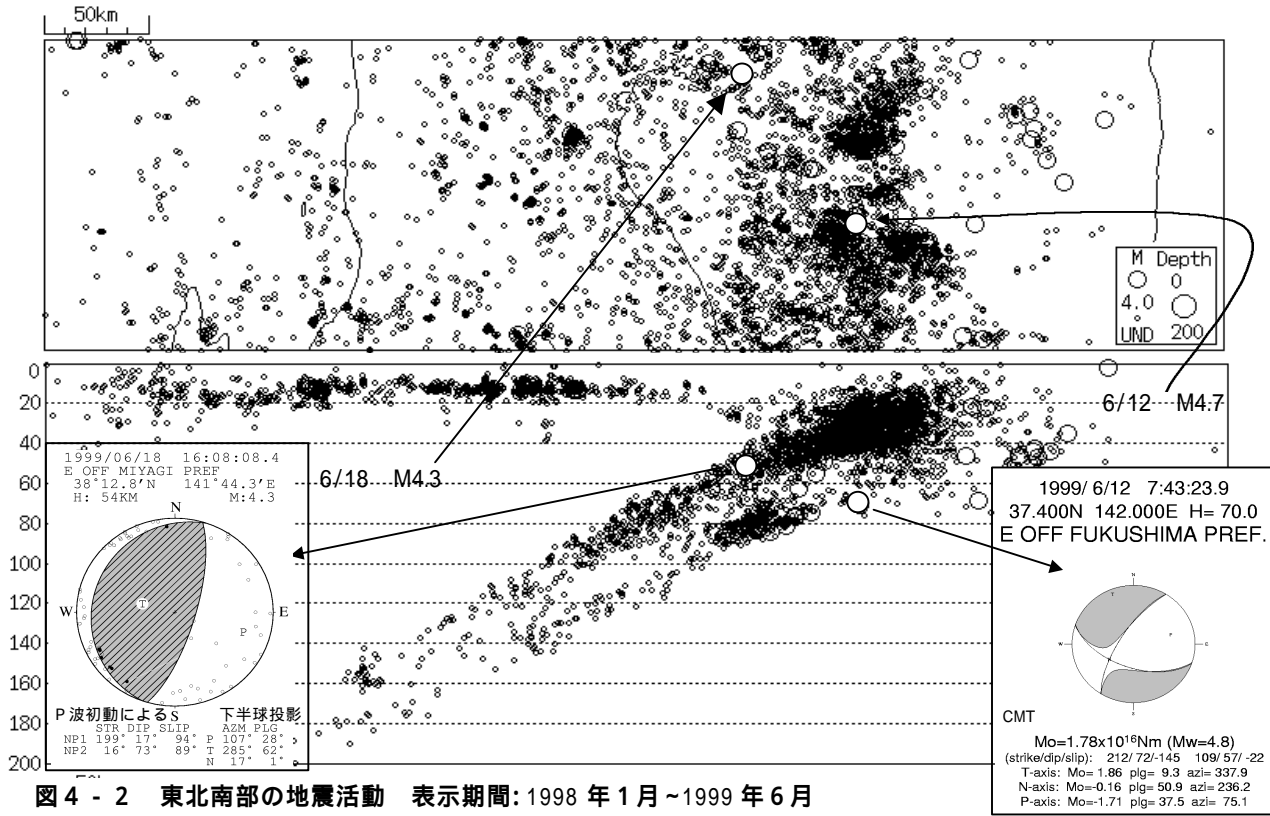 50km
M Depth
0
4.0
UND 200
0
20
40
60
80
100
120
140
160
180
200
6/12 M4.7
6/18 M4.3
1999/06/18 16:08:08.4
E OFF MIYAGI PREF
38°12.8'N 141°44.3'E
H: 54KM M:4.3
N
W
T
P
E
P波初動によるS 下半球投影
STR DIP SLIP AZM PLG
NP1 199° 17° 94° P 107° 28°
NP2 16° 73° 89° T 285° 62°
N 17° 1°
1999/ 6/12 7:43:23.9
37.400N 142.000E H= 70.0
E OFF FUKUSHIMA PREF.
N
T
P
W
E
S
CMT
Mo=1.78x10¹⁶Nm (Mw=4.8)
(strike/dip/slip): 212/ 72/-145 109/ 57/ -22
T-axis: Mo= 1.86 plg= 9.3 azi= 337.9
N-axis: Mo=-0.16 plg= 50.9 azi= 236.2
P-axis: Mo=-1.71 plg= 37.5 azi= 75.1
図4-2 東北南部の地震活動 表示期間: 1998 年1月~1999 年6月